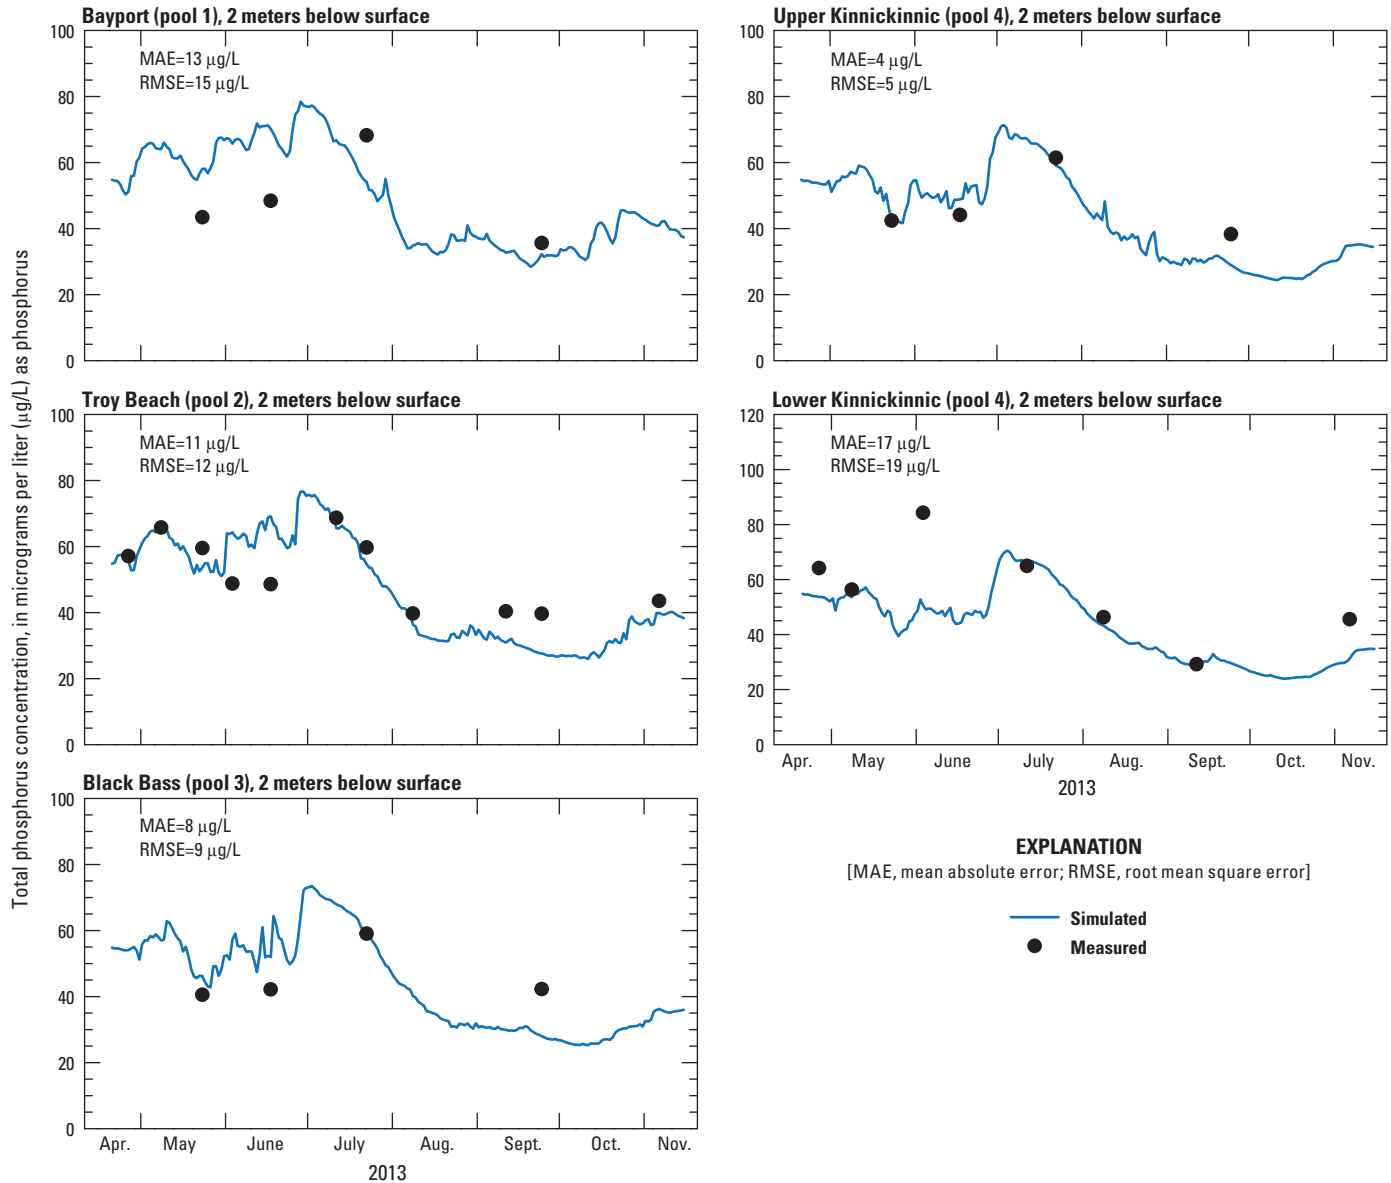 Total phosphorus concentration, in micrograms per liter (µg/L) as phosphorus
Bayport (pool 1), 2 meters below surface
MAE=13 µg/L
RMSE=15 µg/L
100
80
60
40
20
0
Upper Kinnickinnic (pool 4), 2 meters below surface
MAE=4 µg/L
RMSE=5 µg/L
100
80
60
40
20
0
Troy Beach (pool 2), 2 meters below surface
MAE=11 µg/L
RMSE=12 µg/L
100
80
60
40
20
0
Lower Kinnickinnic (pool 4), 2 meters below surface
MAE=17 µg/L
RMSE=19 µg/L
120
100
80
60
40
20
0
Apr. May June July Aug. Sept. Oct. Nov.
2013
Black Bass (pool 3), 2 meters below surface
MAE=8 µg/L
RMSE=9 µg/L
100
80
60
40
20
0
Apr. May June July Aug. Sept. Oct. Nov.
2013
EXPLANATION
[MAE, mean absolute error; RMSE, root mean square error]
Simulated
Measured